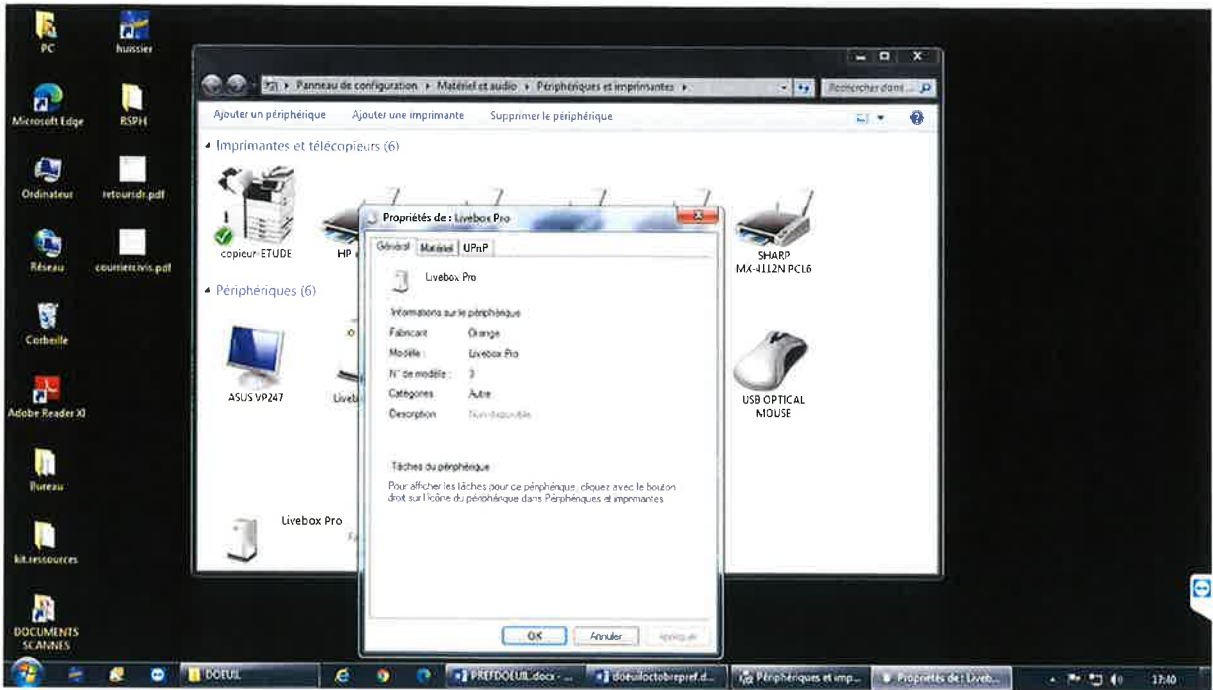 PC
huissier
Microsoft Edge
RSPH
Ordinateur
retoursdr.pdf
Réseau
courriercivis.pdf
Corbeille
Adobe Reader XI
Bureau
kit.ressources
DOCUMENTS
SCANNES
Panneau de configuration
Matériel et audio
Périphériques et imprimantes
Rechercher dans ...
Ajouter un périphérique
Ajouter une imprimante
Supprimer le périphérique
Imprimantes et télécopieurs (6)
copieur-ETUDE
HP
SHARP
MX-4112N PCL6
Périphériques (6)
ASUS VP247
USB OPTICAL
MOUSE
Livebox Pro
Propriétés de : Livebox Pro
Général
Matériel
UPnP
Livebox Pro
Informations sur le périphérique
Fabricant
Orange
Modèle :
Livebox Pro
N° de modèle :
3
Catégories
Autre
Description
Non disponible
Tâches du périphérique
Pour afficher les tâches pour ce périphérique, cliquez avec le bouton
droit sur l'icône du périphérique dans Périphériques et imprimantes
OK
Annuler
Appliquer
DOEUIL
PREFDOEUIL.docx - ...
doeuiloctobrepref.d...
Périphériques et imp...
Propriétés de : Liveb...
17:40